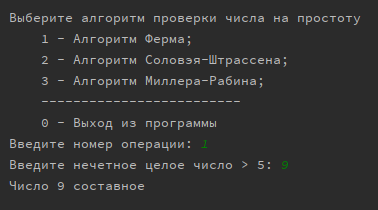 Выберите алгоритм проверки числа на простоту
1 - Алгоритм Ферма;
2 - Алгоритм Соловэя-Штрассена;
3 - Алгоритм Миллера-Рабина;
-------------------------
0 - Выход из программы
Введите номер операции: 1
Введите нечетное целое число > 5: 9
Число 9 составное